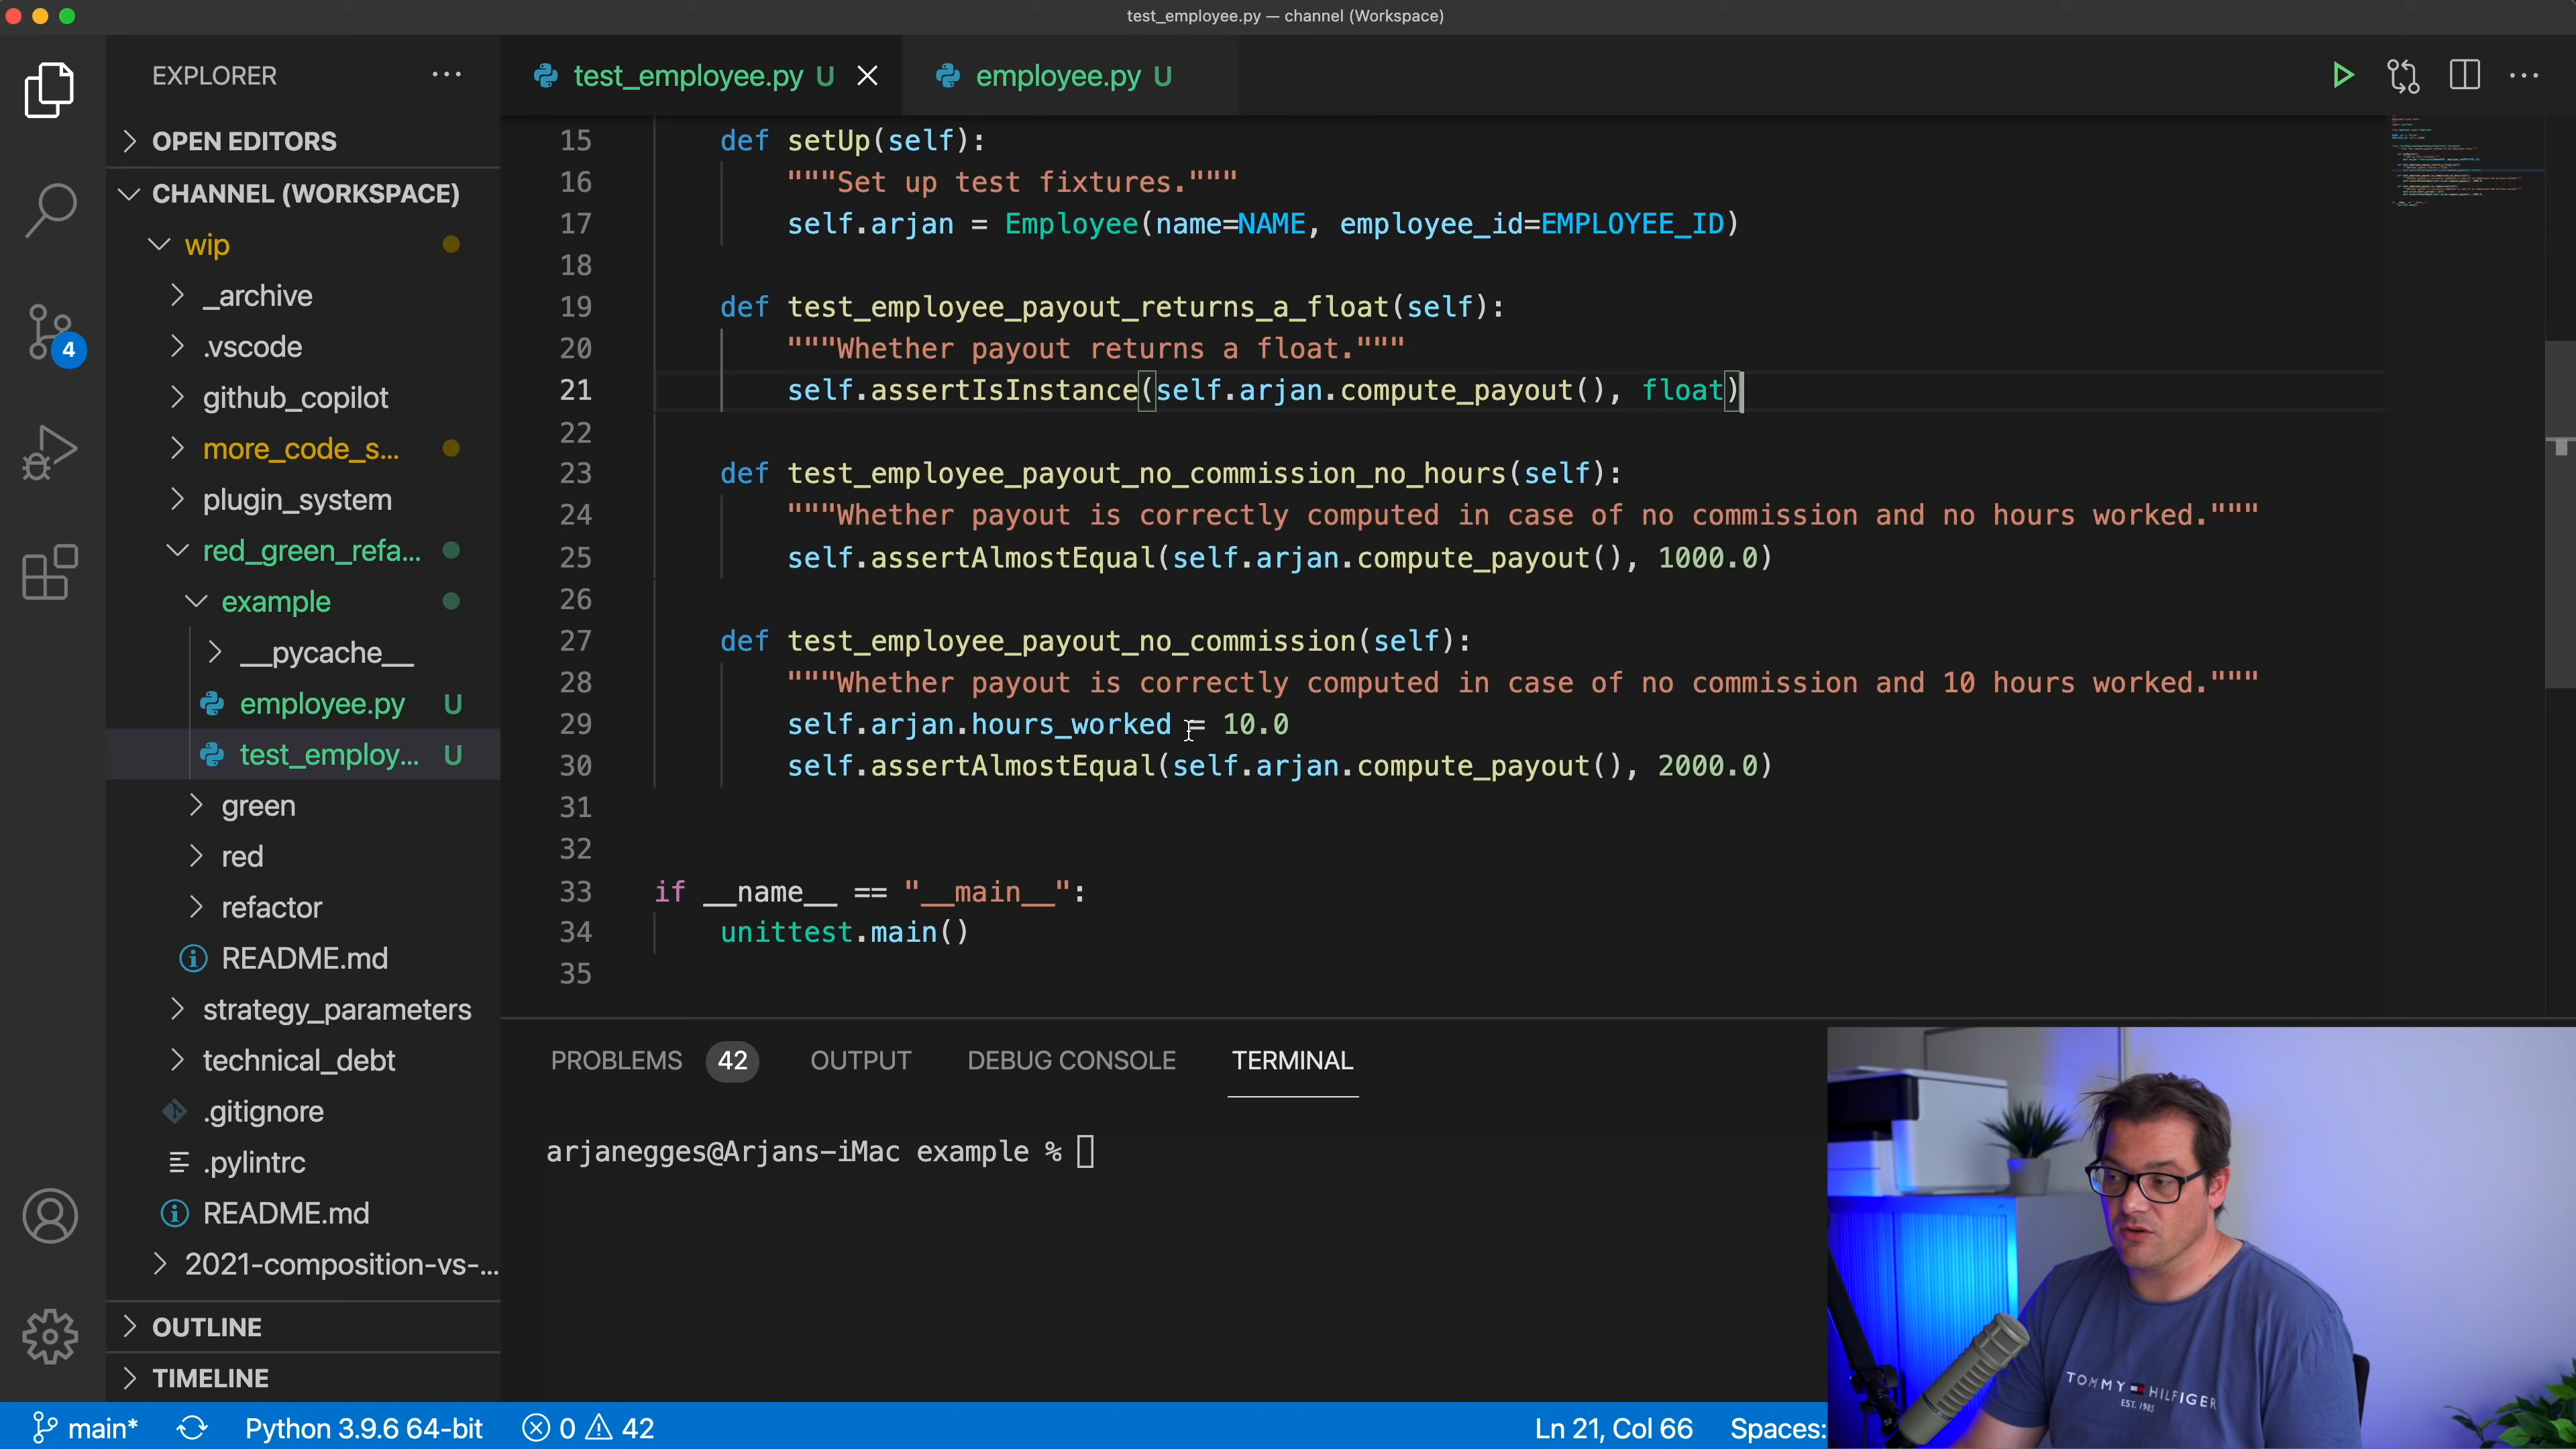 test_employee.py — channel (Workspace)
EXPLORER
OPEN EDITORS
CHANNEL (WORKSPACE)
wip
_archive
.vscode
github_copilot
more_code_s...
plugin_system
red_green_refa...
example
__pycache__
employee.py U
test_employ... U
green
red
refactor
README.md
strategy_parameters
technical_debt
.gitignore
.pylintrc
README.md
2021-composition-vs-...
OUTLINE
TIMELINE
4
test_employee.py U
employee.py U
15 def setUp(self):
16 """Set up test fixtures."""
17 self.arjan = Employee(name=NAME, employee_id=EMPLOYEE_ID)
18
19 def test_employee_payout_returns_a_float(self):
20 """Whether payout returns a float."""
21 self.assertIsInstance(self.arjan.compute_payout(), float)
22
23 def test_employee_payout_no_commission_no_hours(self):
24 """Whether payout is correctly computed in case of no commission and no hours worked."""
25 self.assertAlmostEqual(self.arjan.compute_payout(), 1000.0)
26
27 def test_employee_payout_no_commission(self):
28 """Whether payout is correctly computed in case of no commission and 10 hours worked."""
29 self.arjan.hours_worked = 10.0
30 self.assertAlmostEqual(self.arjan.compute_payout(), 2000.0)
31
32
33 if __name__ == "__main__":
34 unittest.main()
35
PROBLEMS 42 OUTPUT DEBUG CONSOLE TERMINAL
arjanegges@Arjans-iMac example %
TOMMY HILFIGER
EST. 1985
main* Python 3.9.6 64-bit 0 42 Ln 21, Col 66 Spaces: